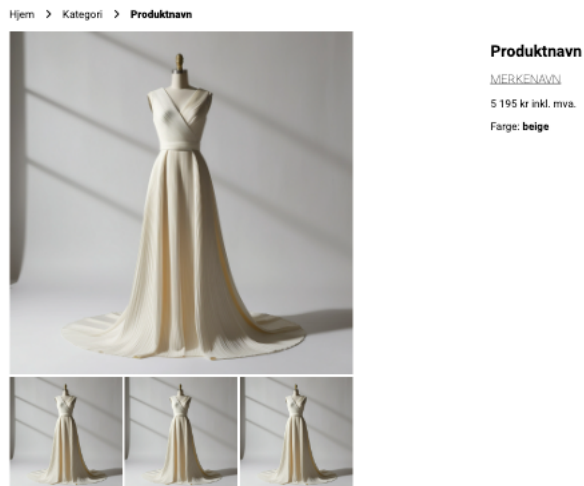 Hjem > Kategori > Produktnavn
Produktnavn
MERKENAVN
5 195 kr inkl. mva.
Farge: beige